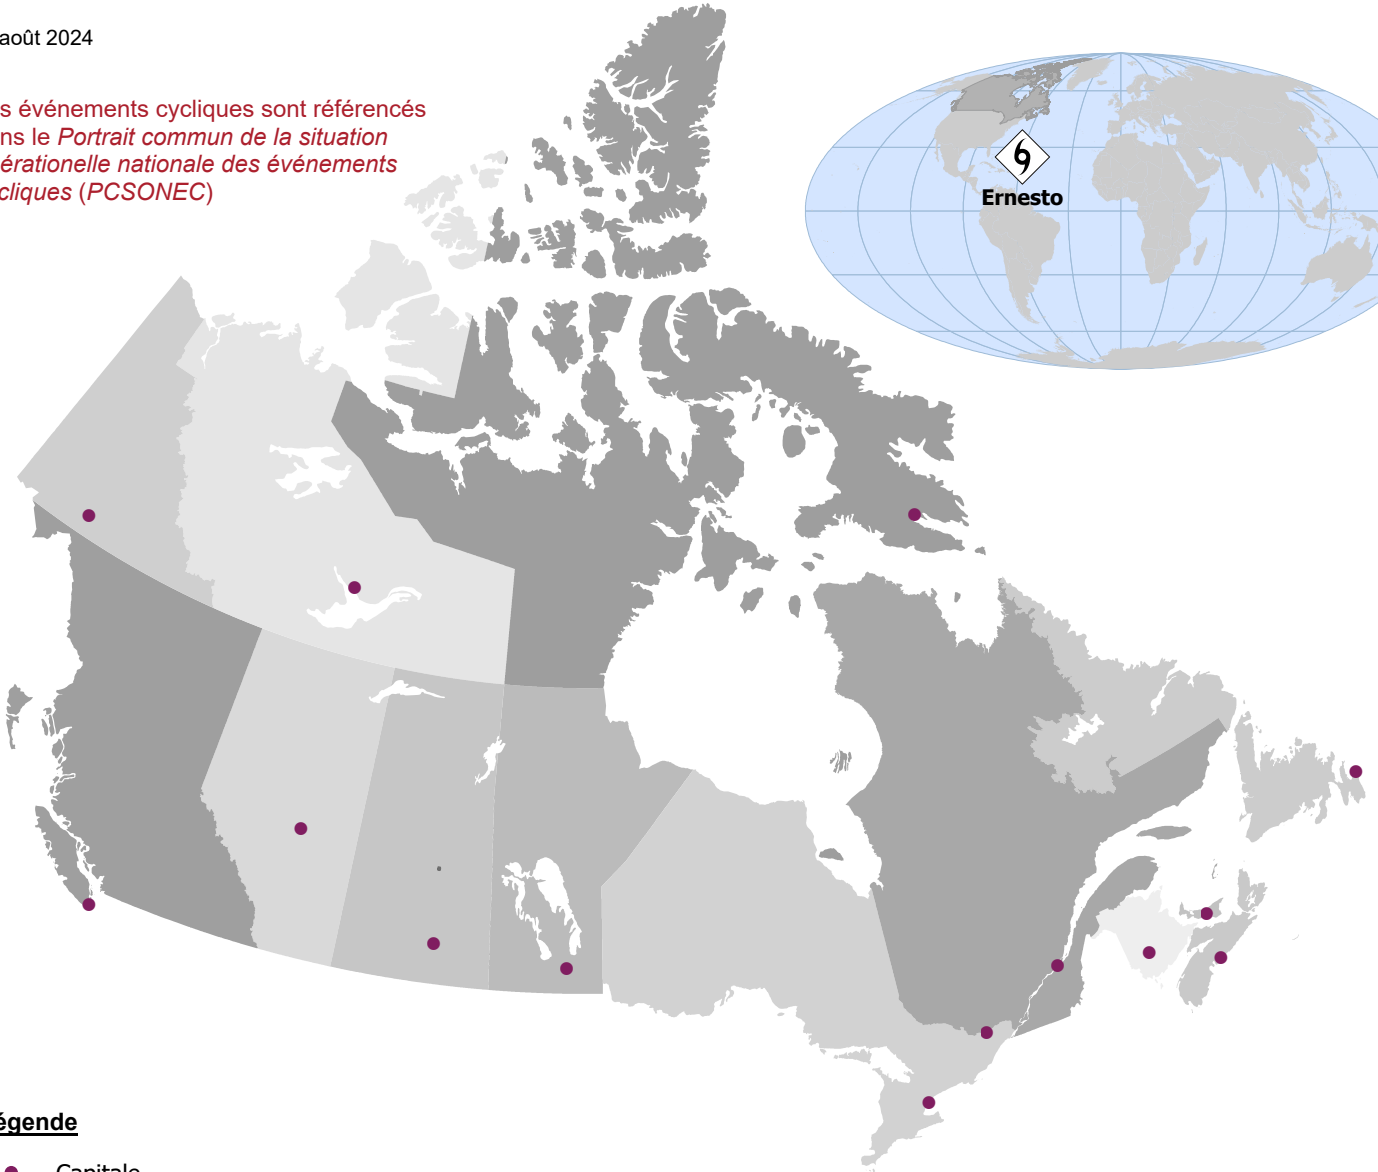 août 2024
s événements cycliques sont référencés
ns le Portrait commun de la situation
érationelle nationale des événements
cliques (PCSONEC)
Ernesto
égende
Capitale